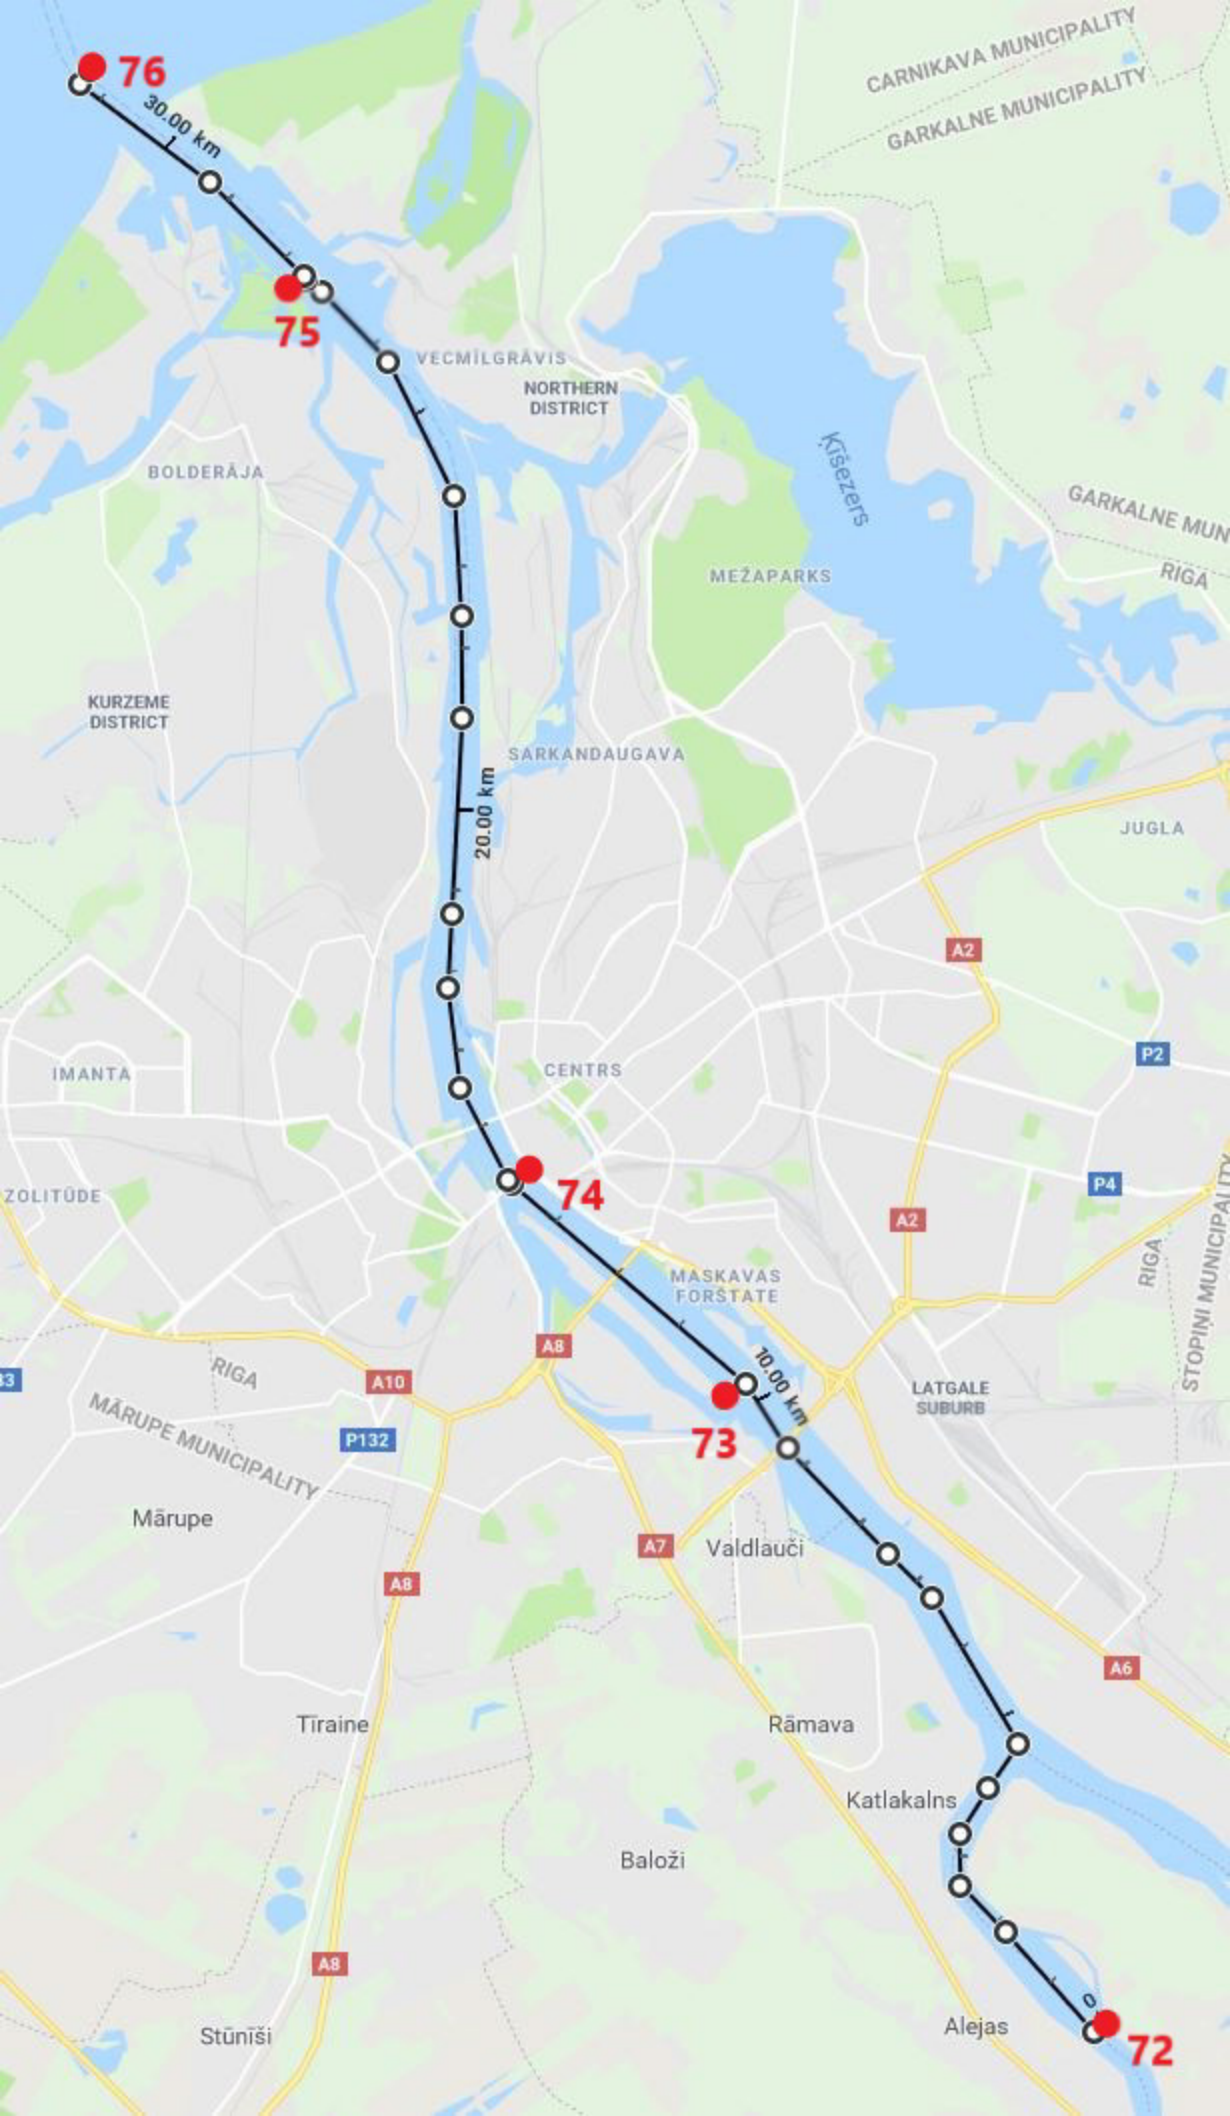 CARNIKAVA MUNICIPALITY
GARKALNE MUNICIPALITY
76
30.00 km
75
VECMĪLGRĀVIS
NORTHERN
DISTRICT
BOLDERĀJA
Ķīšezers
GARKALNE MUN
RIGA
MEŽAPARKS
KURZEME
DISTRICT
SARKANDAUGAVA
20.00 km
JUGLA
A2
P2
IMANTA
CENTRS
ZOLITŪDE
74
P4
A2
RIGA
STOPIŅI MUNICIPALITY
MASKAVAS
FORŠTATE
A8
33
RIGA
A10
10.00 km
LATGALE
SUBURB
MĀRUPE MUNICIPALITY
P132
73
Mārupe
A7
Valdlauči
A8
A6
Tīraine
Rāmava
Katlakalns
Baloži
A8
Stūnīši
Alejas
0
72